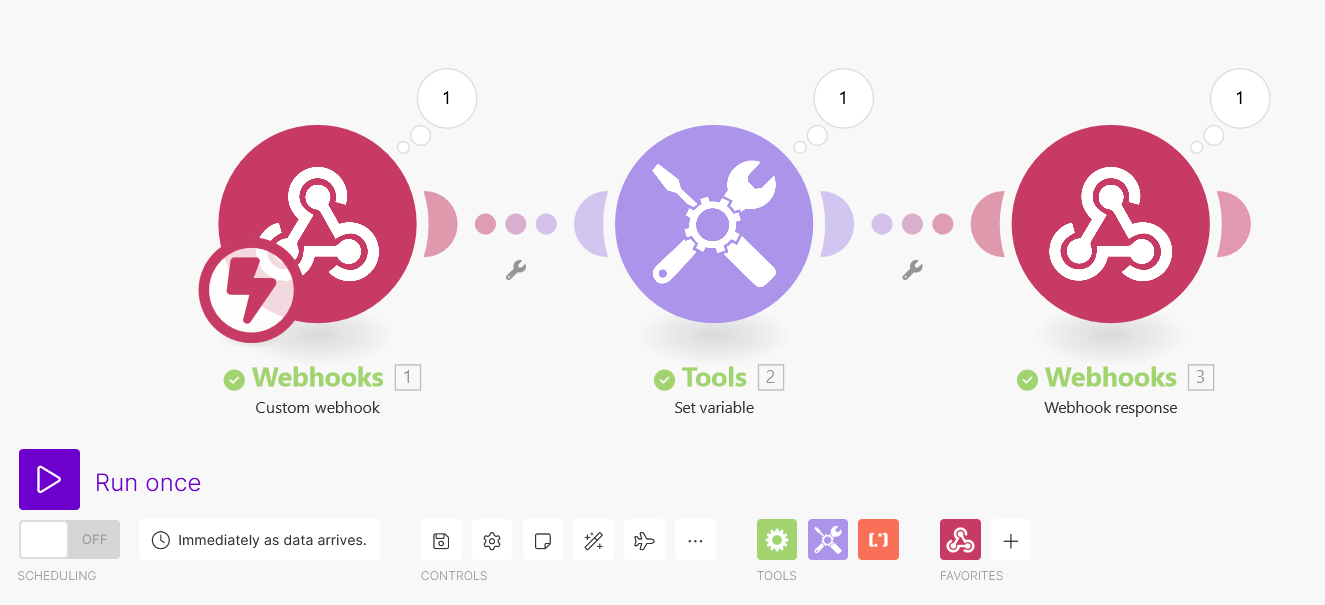 1
1
1
Webhooks 1
Custom webhook
Tools 2
Set variable
Webhooks 3
Webhook response
Run once
OFF
Immediately as data arrives.
SCHEDULING
CONTROLS
TOOLS
FAVORITES